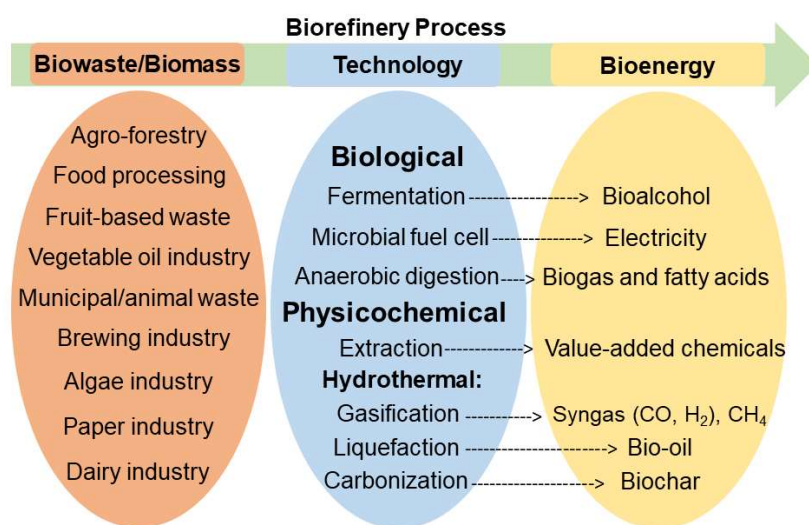 Biorefinery Process
Biowaste/Biomass
Technology
Bioenergy
Agro-forestry
Food processing
Fruit-based waste
Vegetable oil industry
Municipal/animal waste
Brewing industry
Algae industry
Paper industry
Dairy industry
Biological
Fermentation -----------> Bioalcohol
Microbial fuel cell -----------> Electricity
Anaerobic digestion ----> Biogas and fatty acids
Physicochemical
Extraction -----------> Value-added chemicals
Hydrothermal:
Gasification -----------> Syngas (CO, H₂), CH₄
Liquefaction -----------> Bio-oil
Carbonization -----------> Biochar